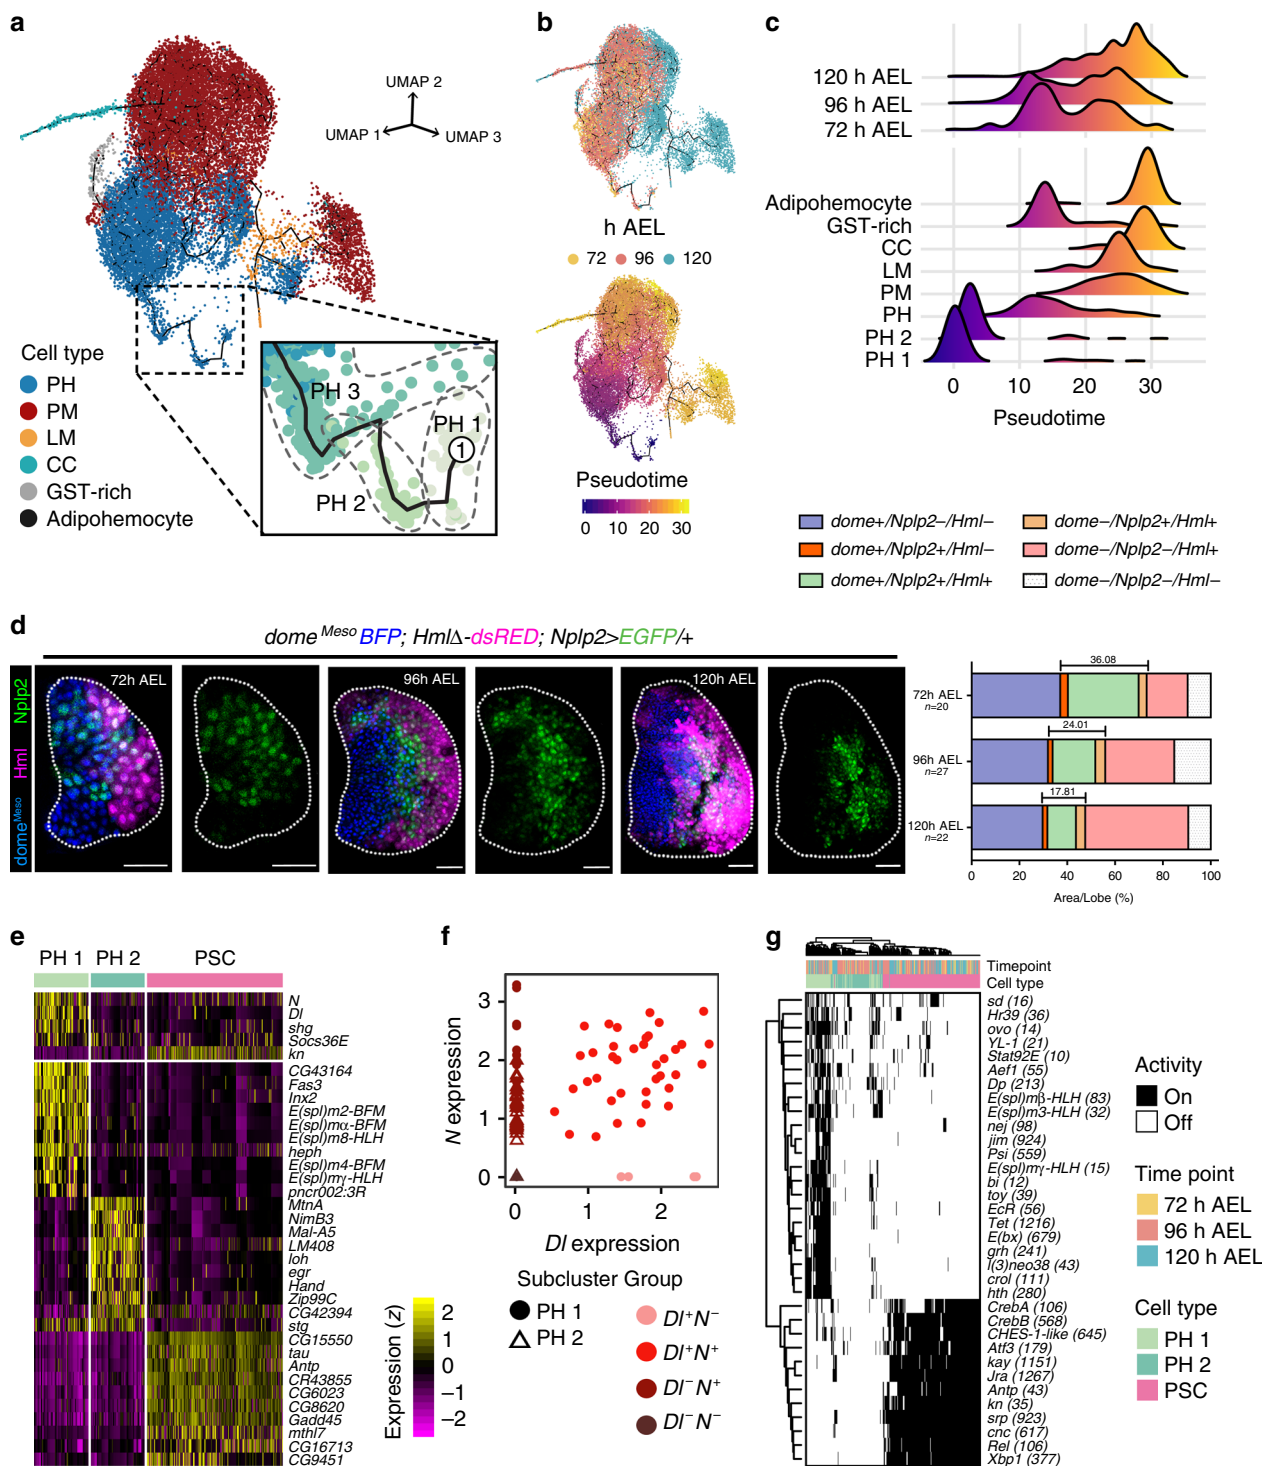 a
UMAP 2
UMAP 1
UMAP 3
Cell type
PH
PM
LM
CC
GST-rich
Adipohemocyte
PH 3
PH 1
1
PH 2
b
h AEL
72 96 120
Pseudotime
0 10 20 30
c
120 h AEL
96 h AEL
72 h AEL
Adipohemocyte
GST-rich
CC
LM
PM
PH
PH 2
PH 1
0 10 20 30
Pseudotime
dome+/Nplp2−/Hml−
dome+/Nplp2+/Hml−
dome+/Nplp2+/Hml+
dome−/Nplp2+/Hml+
dome−/Nplp2−/Hml+
dome−/Nplp2−/Hml−
d
dome Meso BFP; HmlΔ-dsRED; Nplp2>EGFP/+
domeMeso Hml Nplp2
72h AEL
96h AEL
120h AEL
36.08
72h AEL
n=20
24.01
96h AEL
n=27
17.81
120h AEL
n=22
0 20 40 60 80 100
Area/Lobe (%)
e
PH 1 PH 2 PSC
N
Dl
shg
Socs36E
kn
CG43164
Fas3
Inx2
E(spl)m2-BFM
E(spl)mα-BFM
E(spl)m8-HLH
heph
E(spl)m4-BFM
E(spl)mγ-HLH
pncr002:3R
MtnA
NimB3
Mal-A5
LM408
loh
egr
Hand
Zip99C
CG42394
stg
CG15550
tau
Antp
CR43855
CG6023
CG8620
Gadd45
mthl7
CG16713
CG9451
Expression (z)
2
1
0
−1
−2
f
N expression
3
2
1
0
0 1 2
Dl expression
Subcluster Group
PH 1
PH 2
Dl+N−
Dl+N+
Dl−N+
Dl−N−
g
Timepoint
Cell type
sd (16)
Hr39 (36)
ovo (14)
YL-1 (21)
Stat92E (10)
Aef1 (55)
Dp (213)
E(spl)mβ-HLH (83)
E(spl)m3-HLH (32)
nej (98)
jim (924)
Psi (559)
E(spl)mγ-HLH (15)
bi (12)
toy (39)
EcR (56)
Tet (1216)
E(bx) (679)
grh (241)
l(3)neo38 (43)
crol (111)
hth (280)
CrebA (106)
CrebB (568)
CHES-1-like (645)
Atf3 (179)
kay (1151)
Jra (1267)
Antp (43)
kn (35)
srp (923)
cnc (617)
Rel (106)
Xbp1 (377)
Activity
On
Off
Time point
72 h AEL
96 h AEL
120 h AEL
Cell type
PH 1
PH 2
PSC